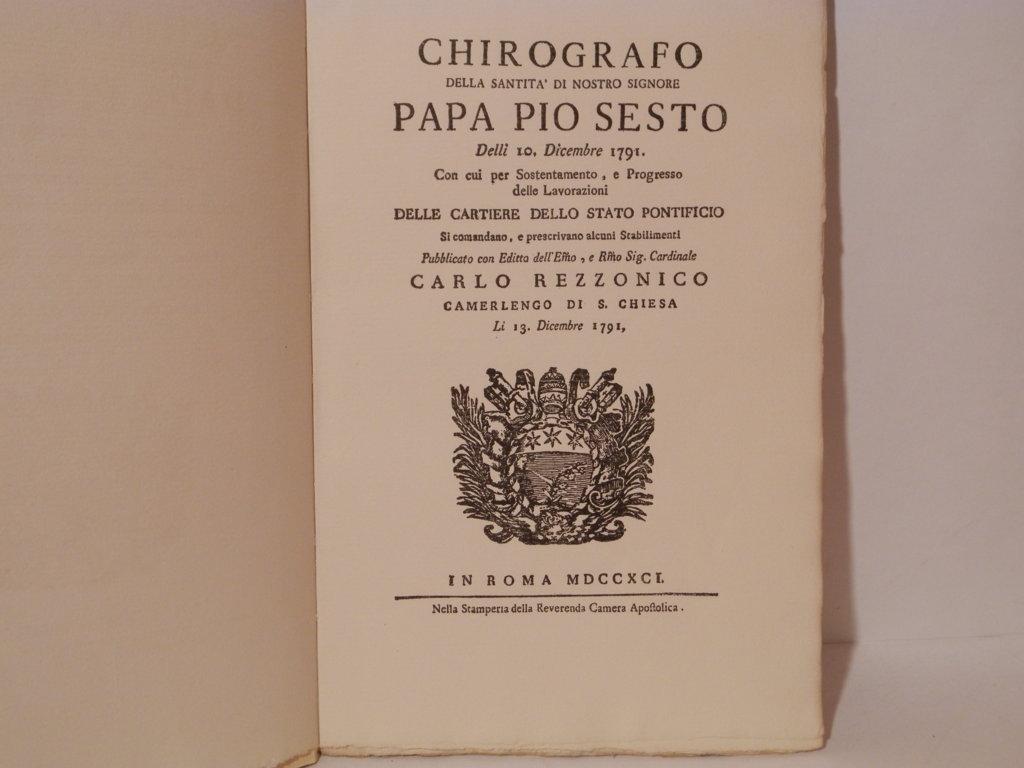 CHIROGRAFO
DELLA SANTITA' DI NOSTRO SIGNORE
PAPA PIO SESTO
Delli 10. Dicembre 1791.
Con cui per Sostentamento, e Progresso
delle Lavorazioni
DELLE CARTIERE DELLO STATO PONTIFICIO
Si comandano, e prescrivano alcuni Stabilimenti
Pubblicato con Editto dell'Emo, e Rmo Sig. Cardinale
CARLO REZZONICO
CAMERLENGO DI S. CHIESA
Li 13. Dicembre 1791,
IN ROMA MDCCXCI.
Nella Stamperia della Reverenda Camera Apoſtolica.